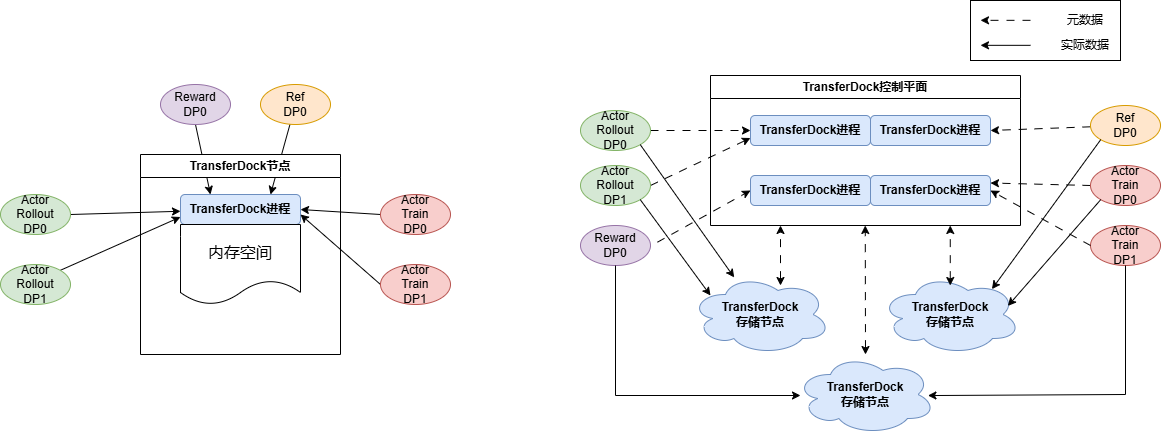 Reward
DP0
Ref
DP0
TransferDock节点
Actor
Rollout
DP0
TransferDock进程
Actor
Train
DP0
内存空间
Actor
Rollout
DP1
Actor
Train
DP1
元数据
实际数据
TransferDock控制平面
Actor
Rollout
DP0
TransferDock进程
TransferDock进程
Ref
DP0
Actor
Rollout
DP1
TransferDock进程
TransferDock进程
Actor
Train
DP0
Reward
DP0
Actor
Train
DP1
TransferDock
存储节点
TransferDock
存储节点
TransferDock
存储节点